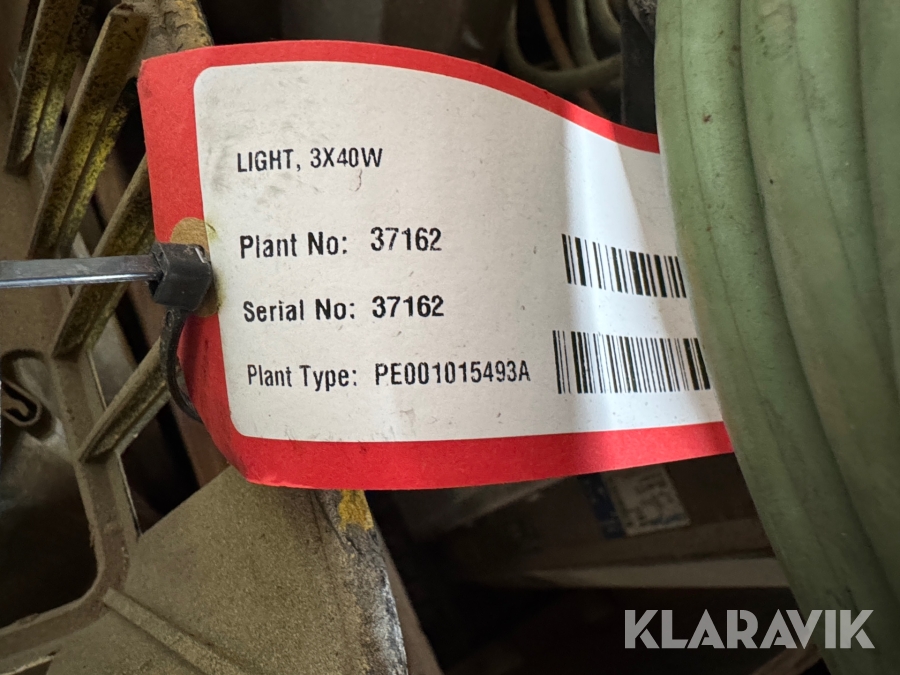 LIGHT, 3X40W
Plant No: 37162
Serial No: 37162
Plant Type: PE001015493A
KLARAVIK